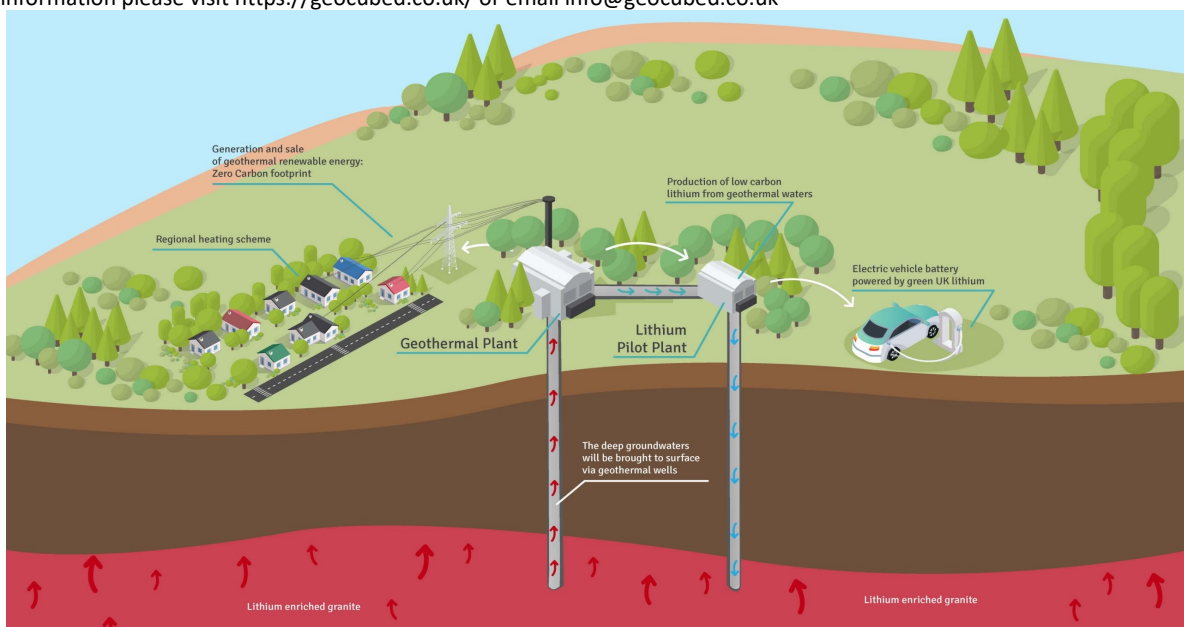 information please visit https://geocubed.co.uk/ or email info@geocubed.co.uk
Generation and sale
of geothermal renewable energy:
Zero Carbon footprint
Production of low carbon
lithium from geothermal waters
Regional heating scheme
Electric vehicle battery
powered by green UK lithium
Geothermal Plant
Lithium
Pilot Plant
The deep groundwaters
will be brought to surface
via geothermal wells
Lithium enriched granite
Lithium enriched granite